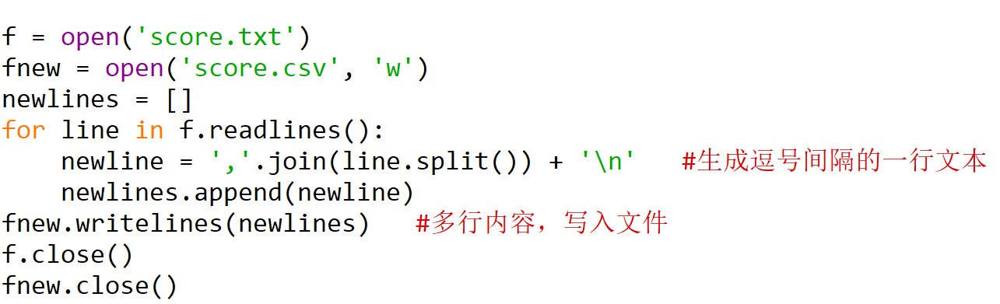 f = open('score.txt')
fnew = open('score.csv', 'w')
newlines = []
for line in f.readlines():
    newline = ','.join(line.split()) + '\n'   #生成逗号间隔的一行文本
    newlines.append(newline)
fnew.writelines(newlines)   #多行内容，写入文件
f.close()
fnew.close()